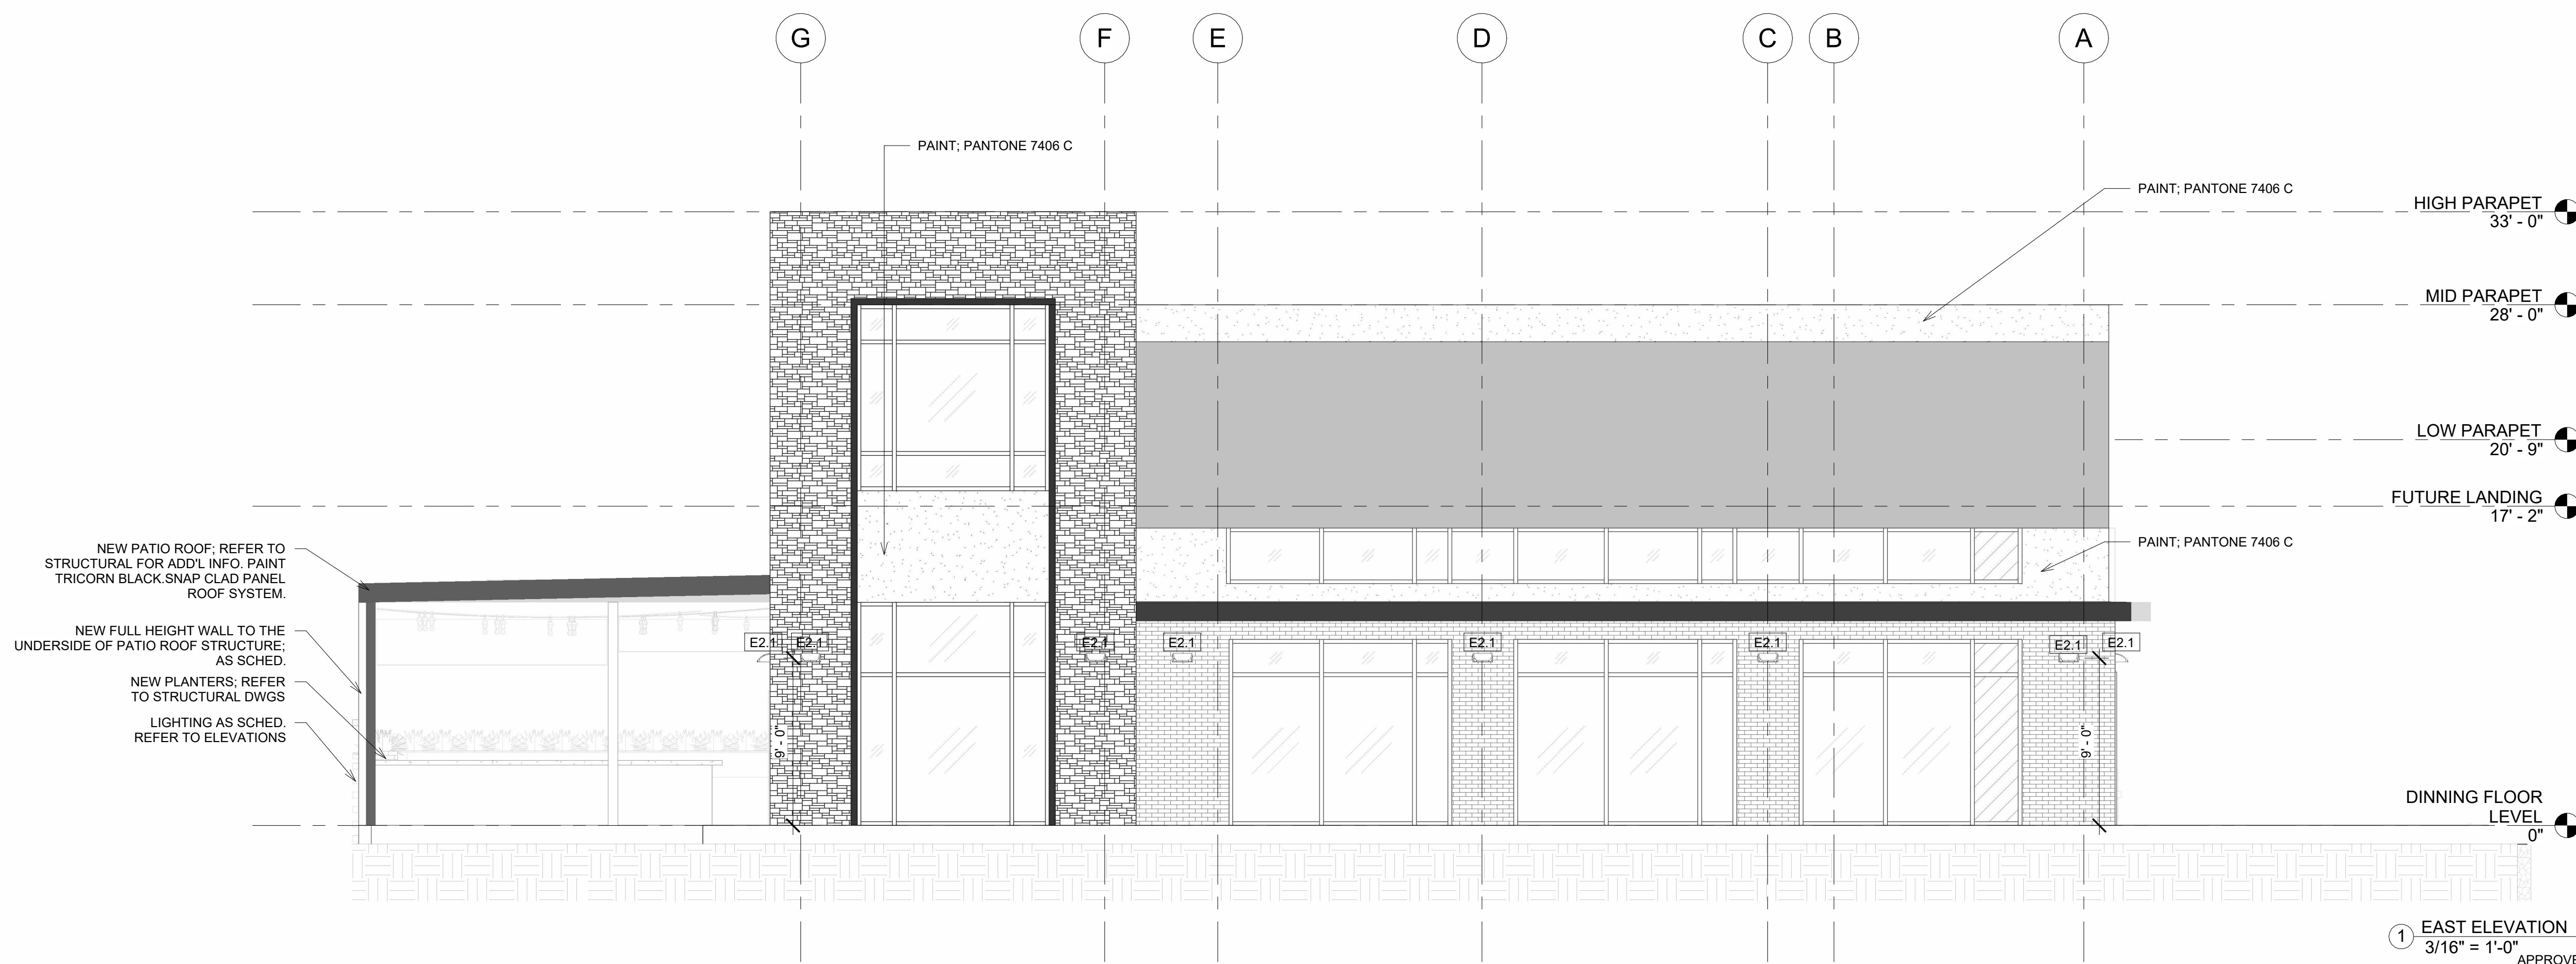 G
F
E
D
C
B
A
PAINT; PANTONE 7406 C
PAINT; PANTONE 7406 C
HIGH PARAPET
33' - 0"
MID PARAPET
28' - 0"
LOW PARAPET
20' - 9"
FUTURE LANDING
17' - 2"
PAINT; PANTONE 7406 C
NEW PATIO ROOF; REFER TO
STRUCTURAL FOR ADD'L INFO. PAINT
TRICORN BLACK.SNAP CLAD PANEL
ROOF SYSTEM.
NEW FULL HEIGHT WALL TO THE
UNDERSIDE OF PATIO ROOF STRUCTURE;
AS SCHED.
NEW PLANTERS; REFER
TO STRUCTURAL DWGS
LIGHTING AS SCHED.
REFER TO ELEVATIONS
E2.1
E2.1
E2.1
E2.1
E2.1
E2.1
E2.1
E2.1
9' - 0"
9' - 0"
DINNING FLOOR
LEVEL
0"
1
EAST ELEVATION
3/16" = 1'-0"
APPROVE